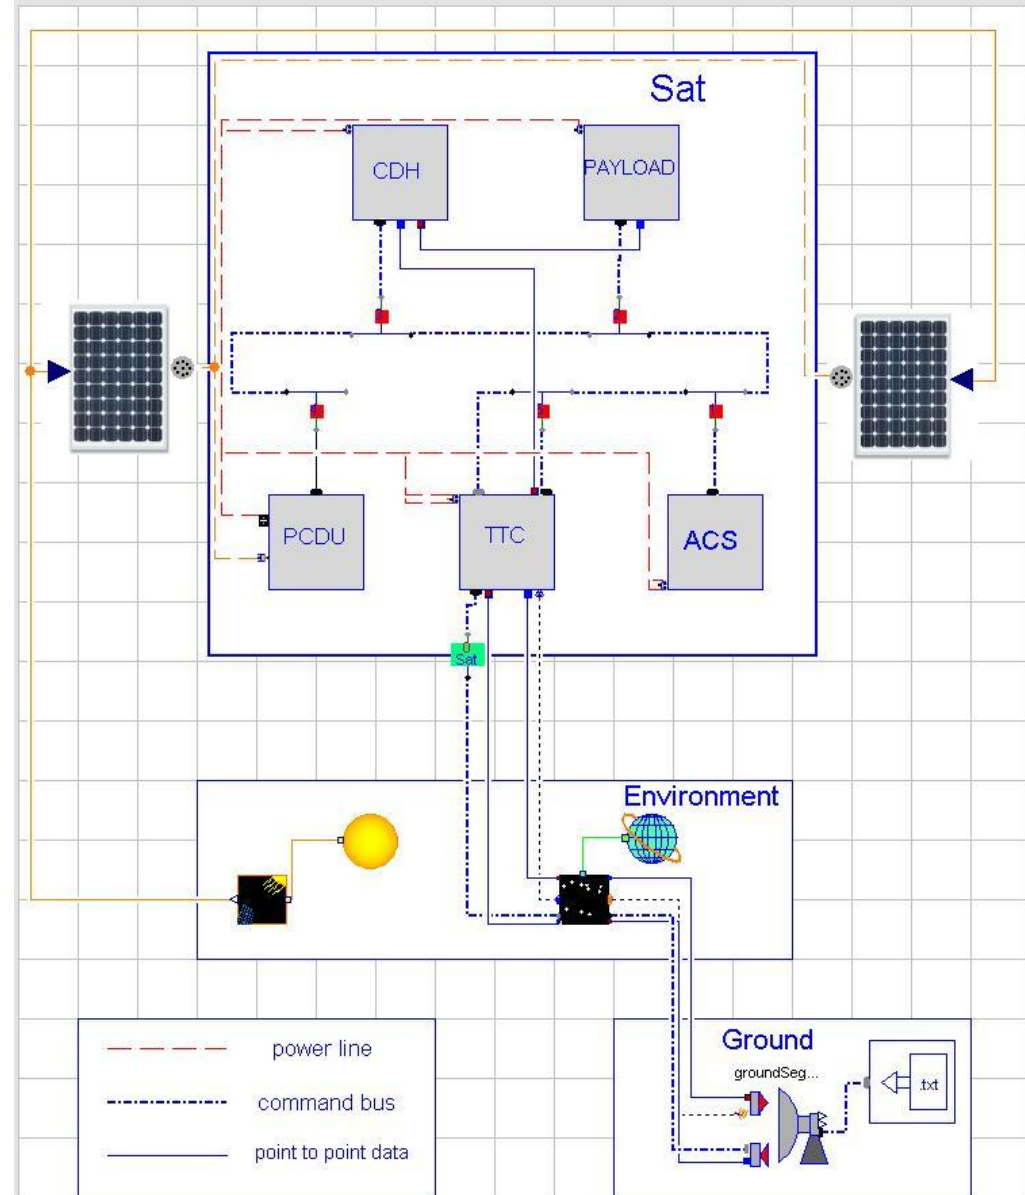 Sat
CDH
PAYLOAD
PCDU
TTC
ACS
Sat
Environment
power line
command bus
point to point data
Ground
groundSeg...
.txt